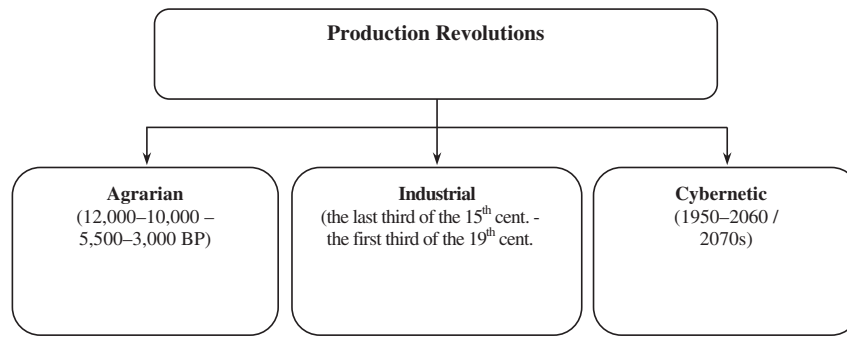 Production Revolutions
Agrarian
(12,000–10,000 –
5,500–3,000 BP)
Industrial
(the last third of the 15th cent. -
the first third of the 19th cent.
Cybernetic
(1950–2060 /
2070s)